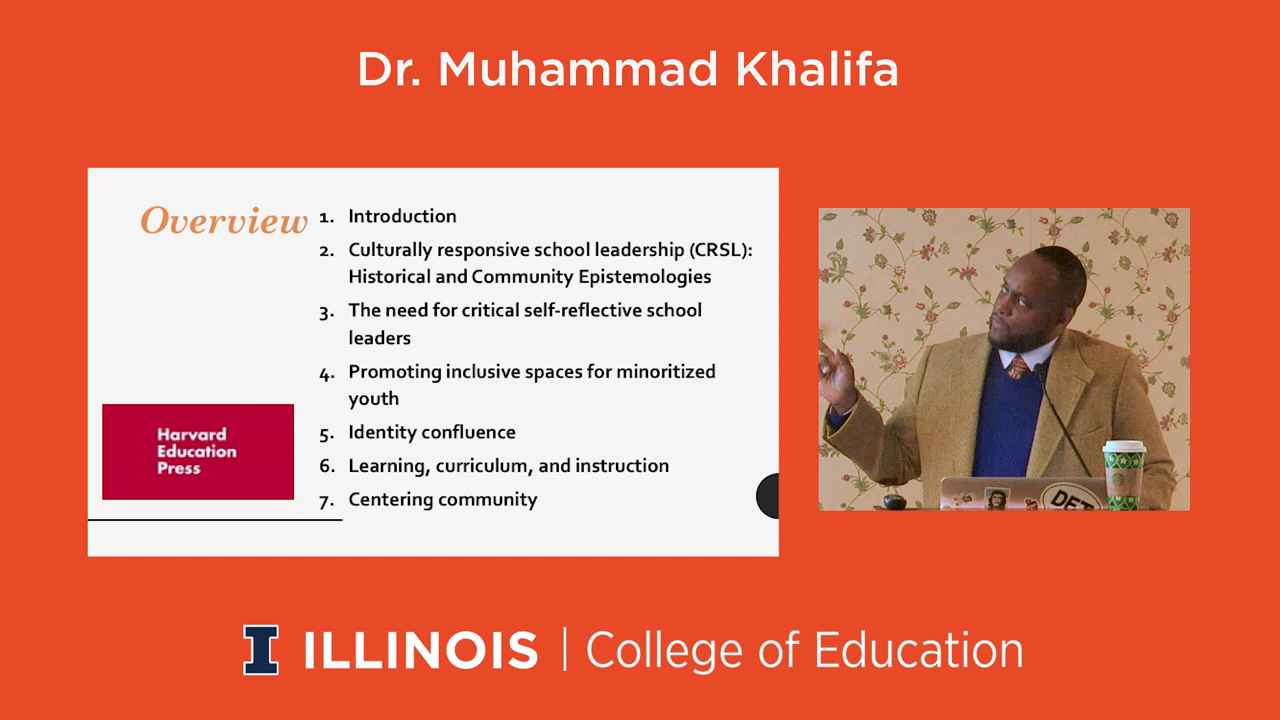 Dr. Muhammad Khalifa
Overview
1. Introduction
2. Culturally responsive school leadership (CRSL):
Historical and Community Epistemologies
3. The need for critical self-reflective school
leaders
4. Promoting inclusive spaces for minoritized
youth
5. Identity confluence
6. Learning, curriculum, and instruction
7. Centering community
Harvard
Education
Press
DET
I ILLINOIS | College of Education